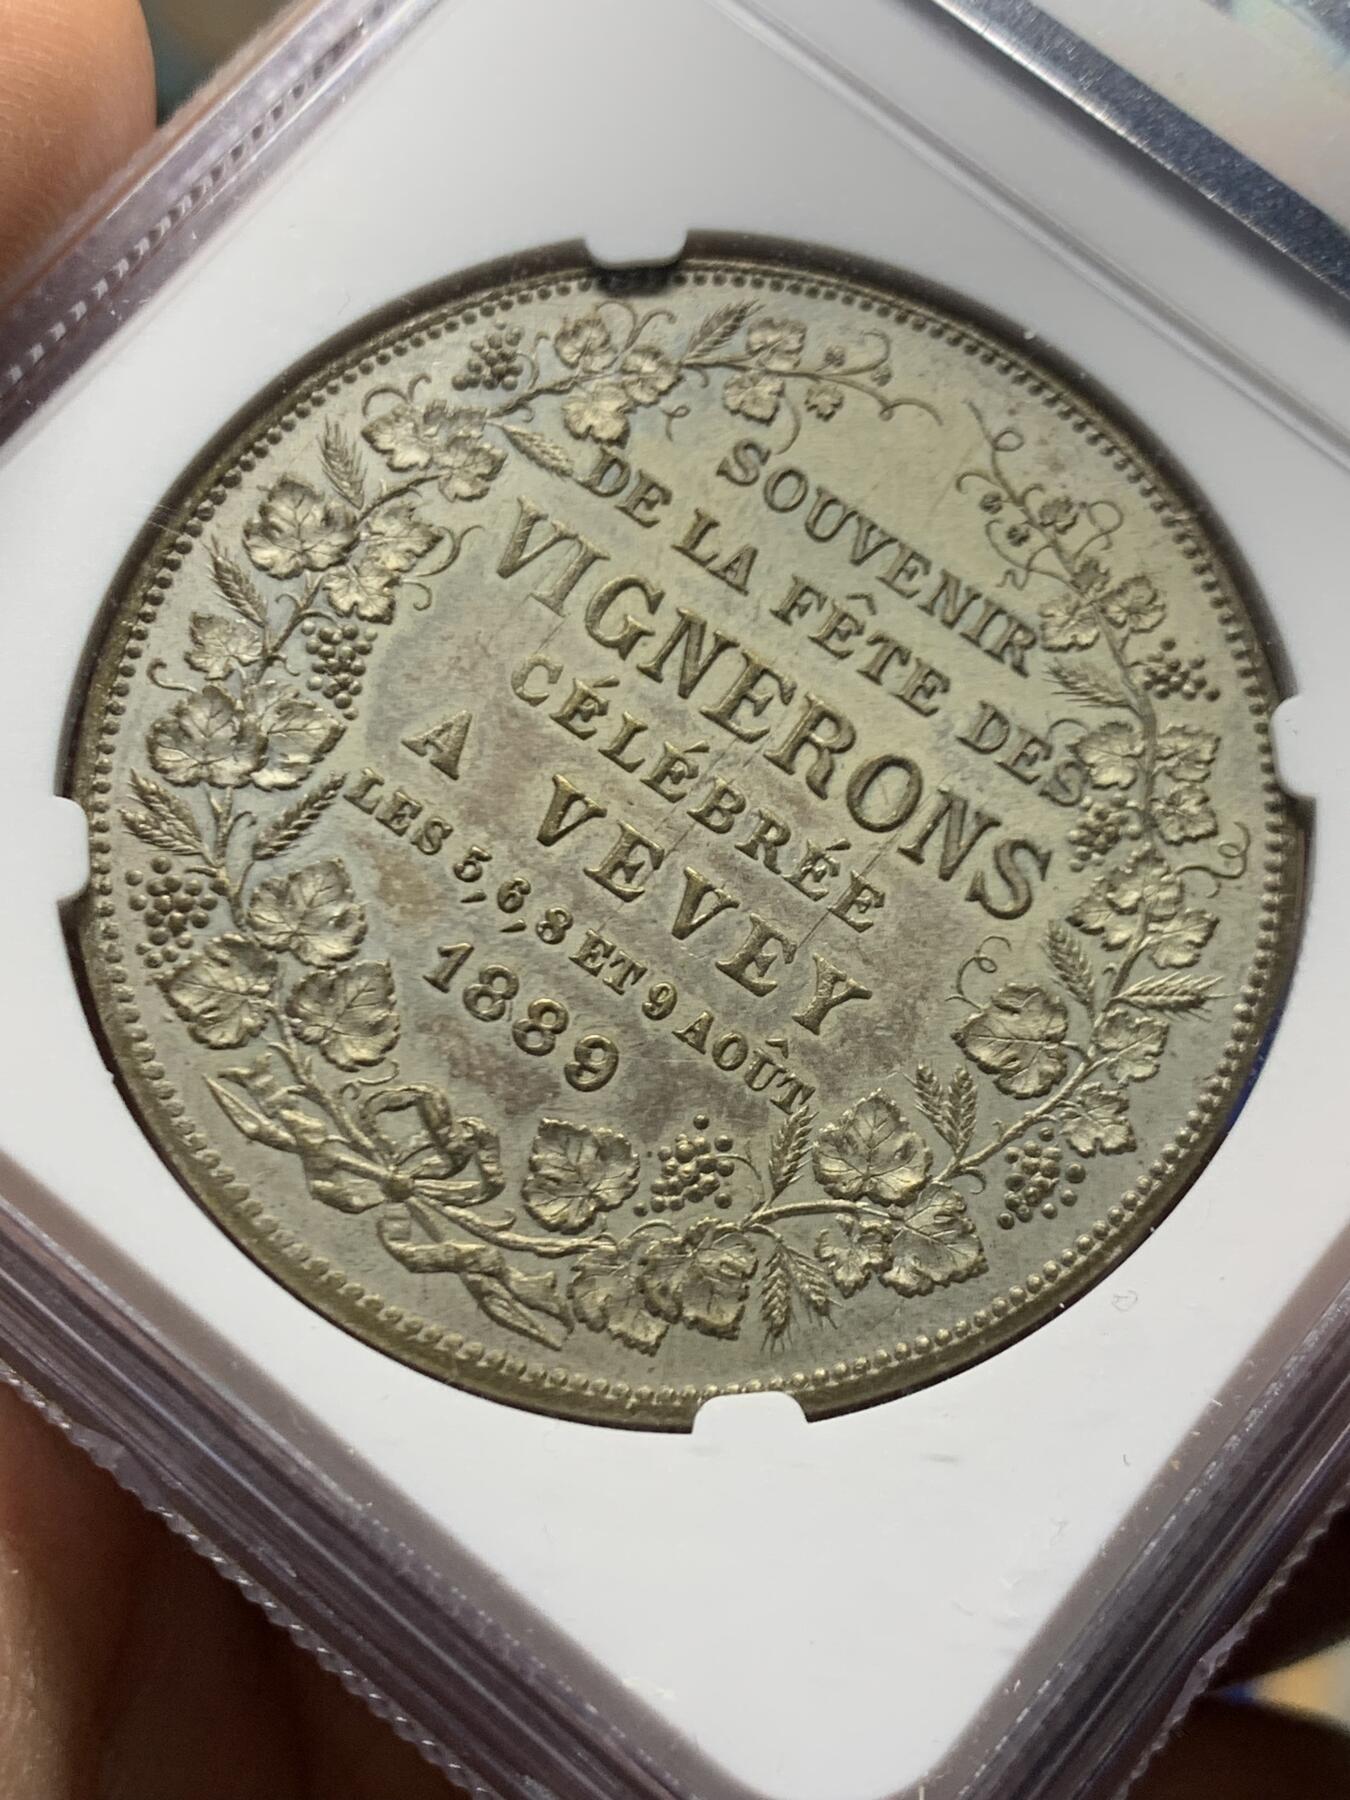 SOUVENIR
DE LA FÊTE DES
VIGNERONS
CÉLÉBRÉE
A VEVEY
LES 5, 6, 8 ET 9 AOÛT
1889